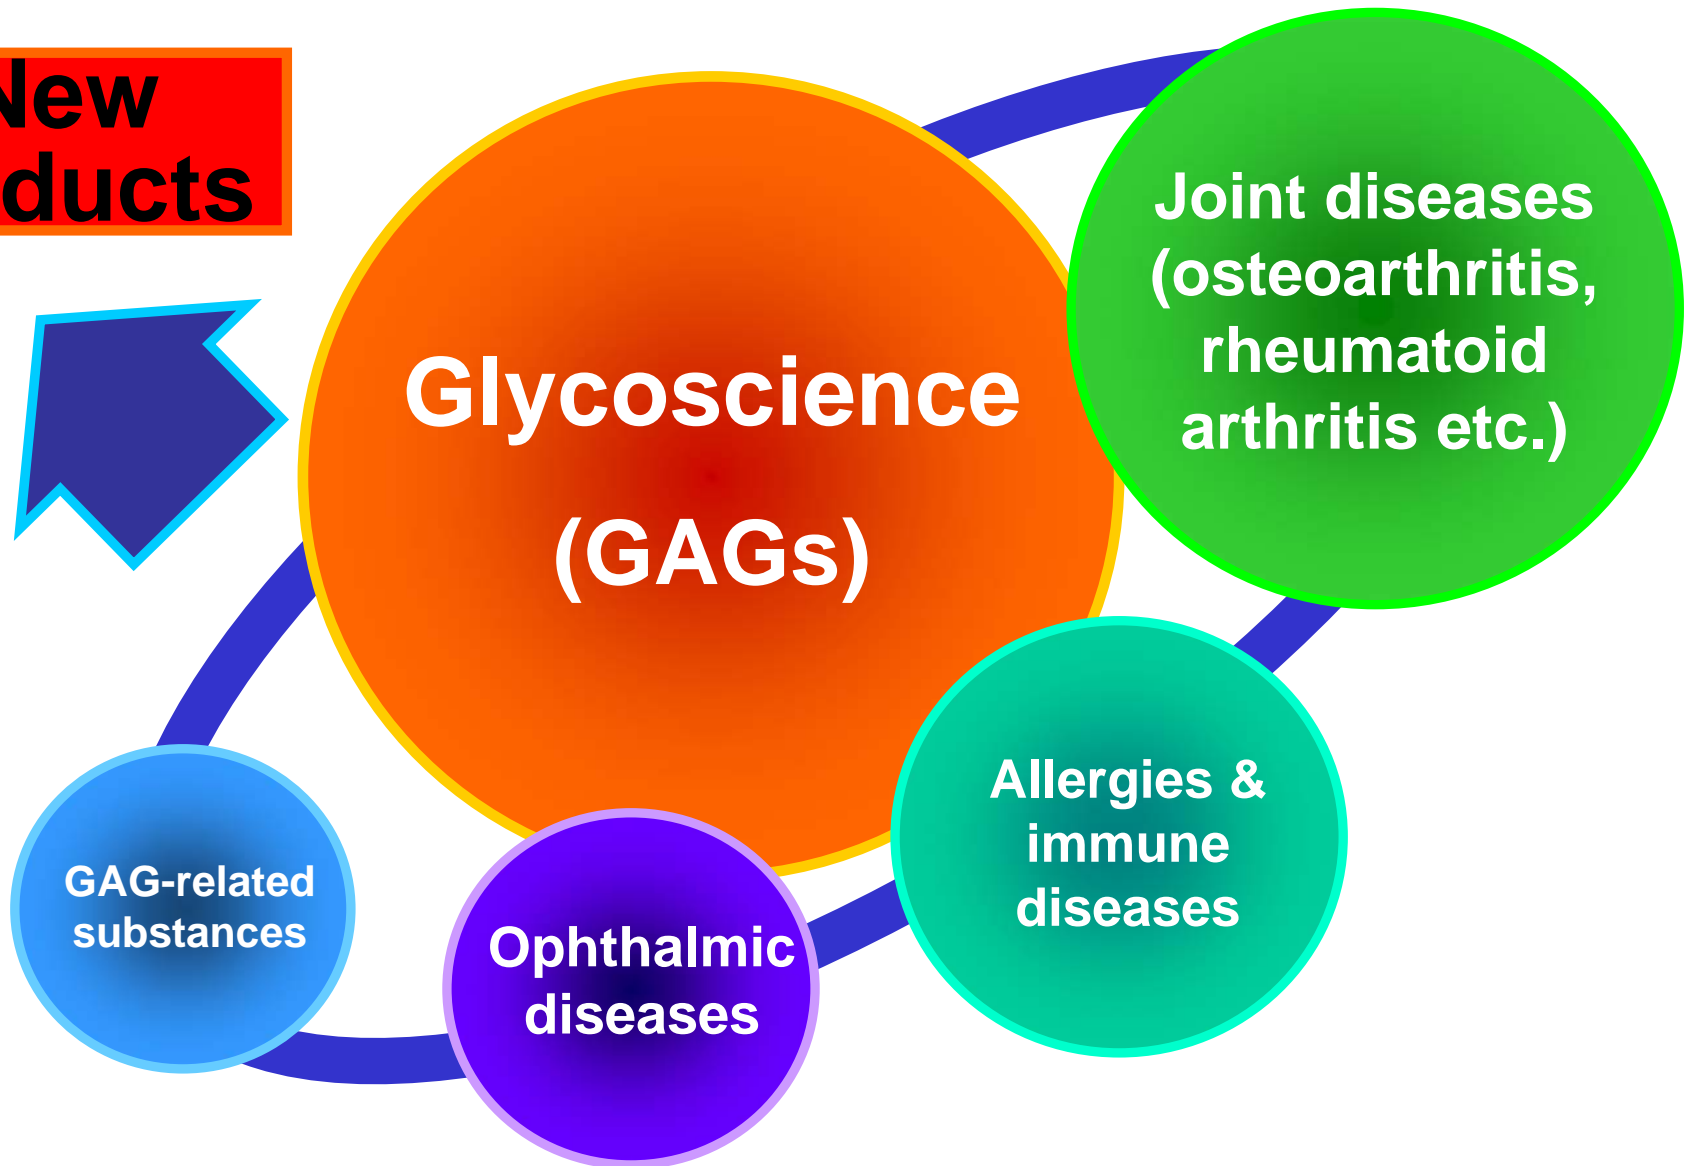 New
ducts
Glycoscience
(GAGs)
Joint diseases
(osteoarthritis,
rheumatoid
arthritis etc.)
Allergies &
immune
diseases
Ophthalmic
diseases
GAG-related
substances